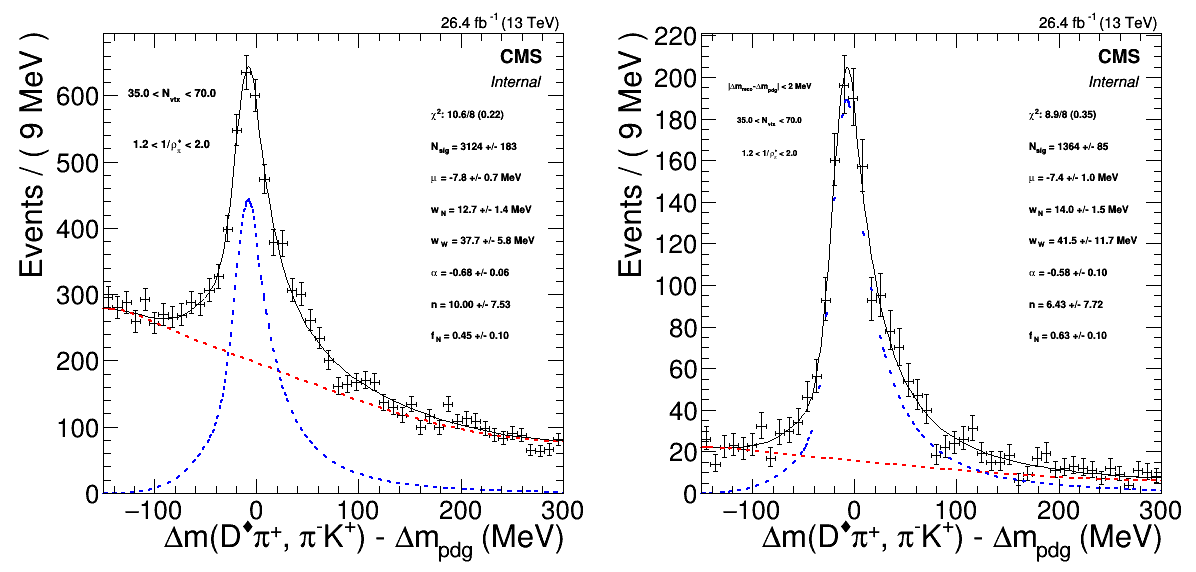 26.4 fb⁻¹ (13 TeV)
CMS
Internal
35.0 < N_vtx < 70.0
1.2 < 1/ρ_π^♦ < 2.0
χ²: 10.6/8 (0.22)
N_sig = 3124 +/- 183
μ = -7.8 +/- 0.7 MeV
w_N = 12.7 +/- 1.4 MeV
w_W = 37.7 +/- 5.8 MeV
α = -0.68 +/- 0.06
n = 10.00 +/- 7.53
f_N = 0.45 +/- 0.10
Events / ( 9 MeV )
600
500
400
300
200
100
0
−100 0 100 200 300
Δm(D^♦π⁺, π⁻K⁺) - Δm_pdg (MeV)
26.4 fb⁻¹ (13 TeV)
CMS
Internal
|Δm_reco-Δm_pdg| < 2 MeV
35.0 < N_vtx < 70.0
1.2 < 1/ρ_π^♦ < 2.0
χ²: 8.9/8 (0.35)
N_sig = 1364 +/- 85
μ = -7.4 +/- 1.0 MeV
w_N = 14.0 +/- 1.5 MeV
w_W = 41.5 +/- 11.7 MeV
α = -0.58 +/- 0.10
n = 6.43 +/- 7.72
f_N = 0.63 +/- 0.10
Events / ( 9 MeV )
220
200
180
160
140
120
100
80
60
40
20
0
−100 0 100 200 300
Δm(D^♦π⁺, π⁻K⁺) - Δm_pdg (MeV)